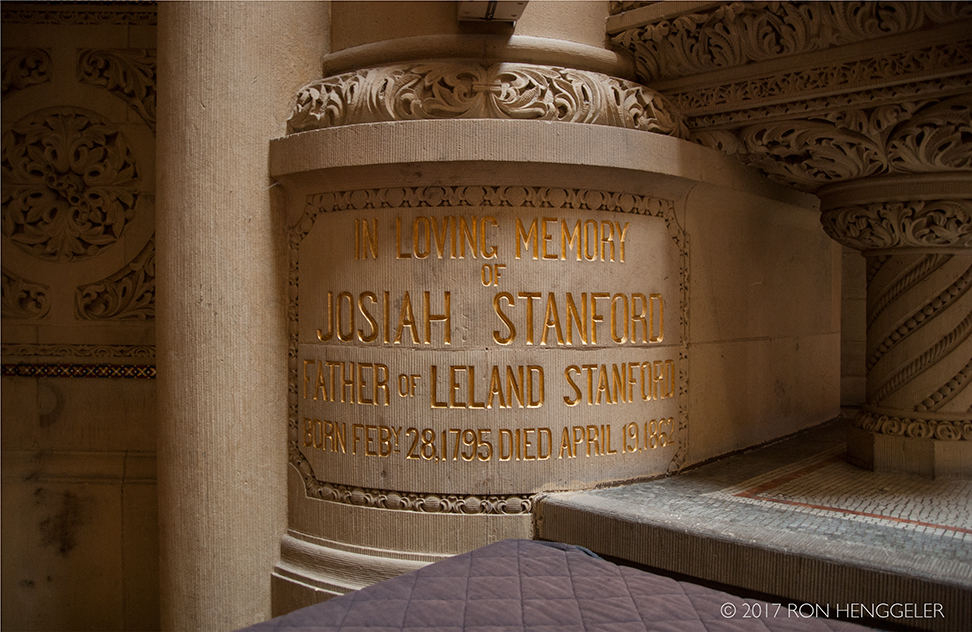 IN LOVING MEMORY
OF
JOSIAH STANFORD
FATHER OF LELAND STANFORD
BORN FEBY 28, 1795 DIED APRIL 19, 1862
© 2017 RON HENGGELER